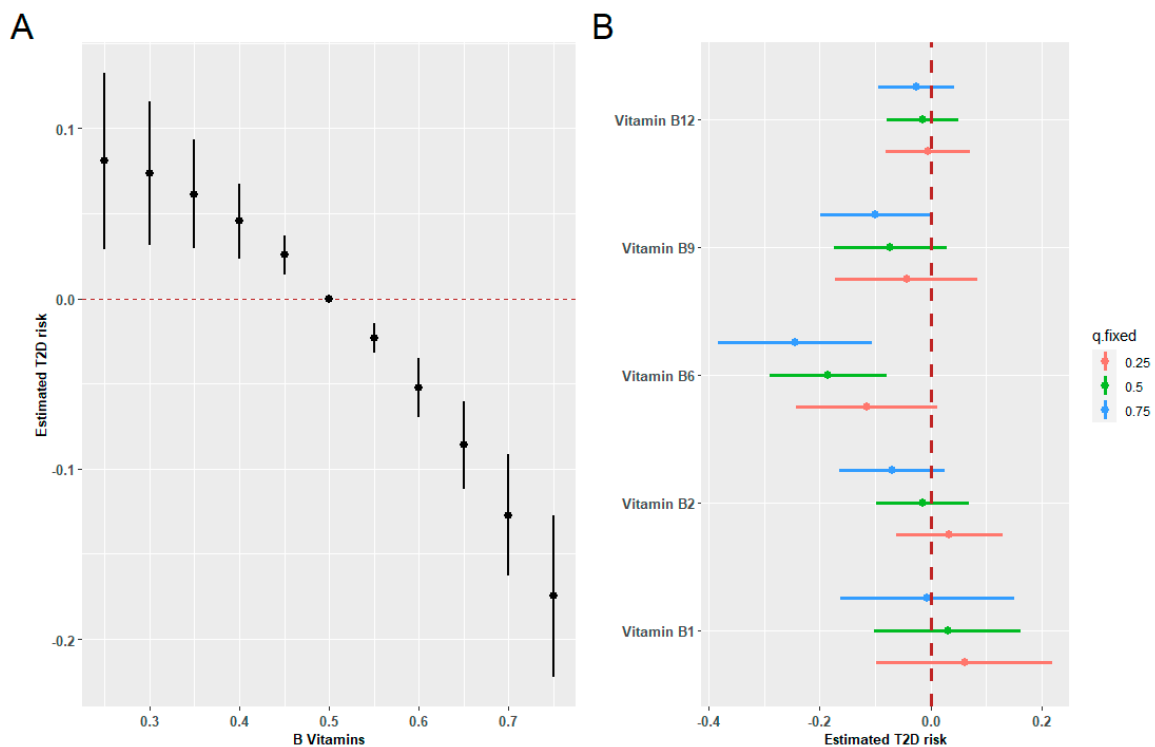 A
0.1
0.0
-0.1
-0.2
Estimated T2D risk
0.3 0.4 0.5 0.6 0.7
B Vitamins
B
Vitamin B12
Vitamin B9
Vitamin B6
Vitamin B2
Vitamin B1
-0.4 -0.2 0.0 0.2
Estimated T2D risk
q.fixed
0.25
0.5
0.75